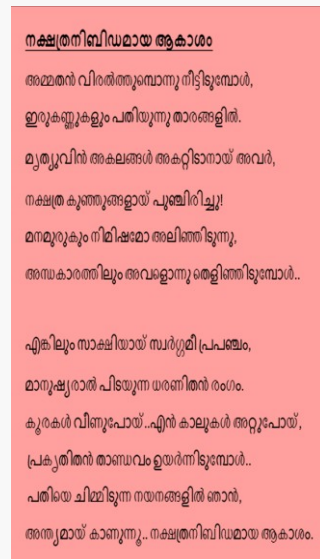 നക്ഷത്രനിബിഡമായ ആകാശം
അമ്മതൻ വിരൽത്തുമ്പൊന്നു നീട്ടിടുമ്പോൾ,
ഇരുകണ്ണുകളും പതിയുന്നു താരങ്ങളിൽ.
മൃത്യുവിൻ അകലങ്ങൾ അകറ്റിടാനായ് അവർ,
നക്ഷത്ര കുഞ്ഞുങ്ങളായ് പുഞ്ചിരിച്ചു!
മനമുരുകും നിമിഷമോ അലിഞ്ഞിടുന്നു,
അന്ധകാരത്തിലും അവളൊന്നു തെളിഞ്ഞിടുമ്പോൾ..
എങ്കിലും സാക്ഷിയായ് സ്വർഗ്ഗമീ പ്രപഞ്ചം,
മാനുഷ്യരാൽ പിടയുന്ന ധരണിതൻ രംഗം.
കൂരകൾ വീണുപോയ്..എൻ കാലുകൾ അറ്റുപോയ്,
പ്രകൃതിതൻ താണ്ഡവം ഉയർന്നിടുമ്പോൾ..
പതിയെ ചിമ്മിടുന്ന നയനങ്ങളിൽ ഞാൻ,
അന്ത്യമായ് കാണുന്നൂ.. നക്ഷത്രനിബിഡമായ ആകാശം.